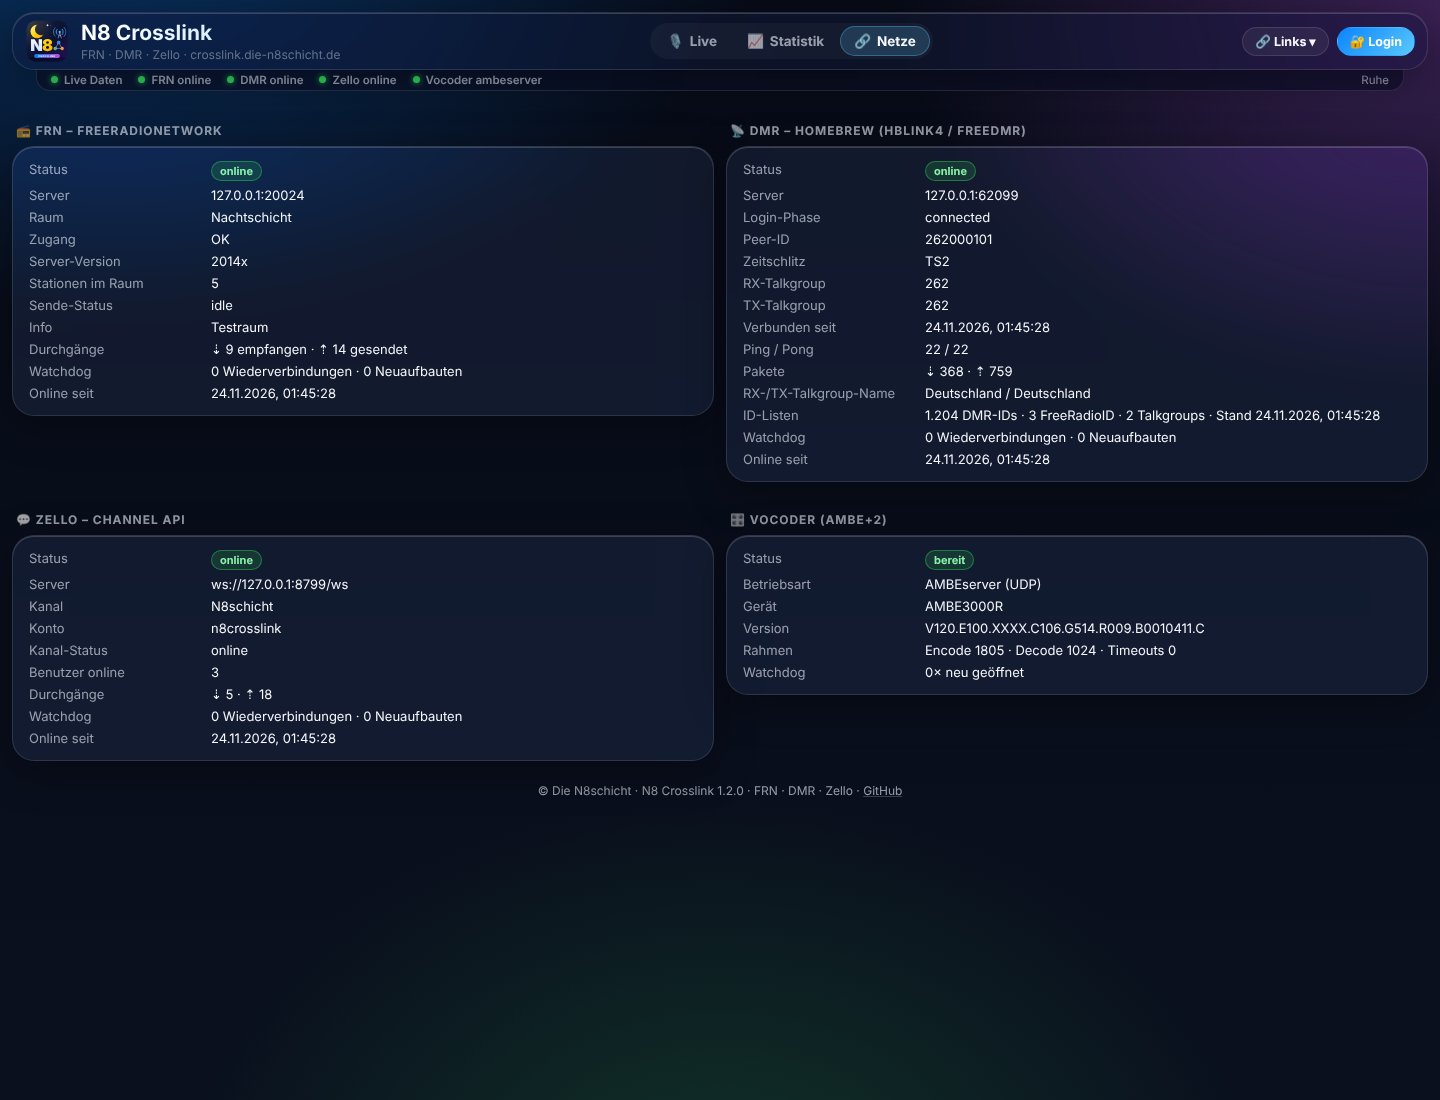 N8 Crosslink
FRN · DMR · Zello · crosslink.die-n8schicht.de
Live
Statistik
Netze
Links ▾
Login
Live Daten
FRN online
DMR online
Zello online
Vocoder ambeserver
Ruhe
FRN – FREERADIONETWORK
Status online
Server 127.0.0.1:20024
Raum Nachtschicht
Zugang OK
Server-Version 2014x
Stationen im Raum 5
Sende-Status idle
Info Testraum
Durchgänge ↓ 9 empfangen · ↑ 14 gesendet
Watchdog 0 Wiederverbindungen · 0 Neuaufbauten
Online seit 24.11.2026, 01:45:28
DMR – HOMEBREW (HBLINK4 / FREEDMR)
Status online
Server 127.0.0.1:62099
Login-Phase connected
Peer-ID 262000101
Zeitschlitz TS2
RX-Talkgroup 262
TX-Talkgroup 262
Verbunden seit 24.11.2026, 01:45:28
Ping / Pong 22 / 22
Pakete ↓ 368 · ↑ 759
RX-/TX-Talkgroup-Name Deutschland / Deutschland
ID-Listen 1.204 DMR-IDs · 3 FreeRadioID · 2 Talkgroups · Stand 24.11.2026, 01:45:28
Watchdog 0 Wiederverbindungen · 0 Neuaufbauten
Online seit 24.11.2026, 01:45:28
ZELLO – CHANNEL API
Status online
Server ws://127.0.0.1:8799/ws
Kanal N8schicht
Konto n8crosslink
Kanal-Status online
Benutzer online 3
Durchgänge ↓ 5 · ↑ 18
Watchdog 0 Wiederverbindungen · 0 Neuaufbauten
Online seit 24.11.2026, 01:45:28
VOCODER (AMBE+2)
Status bereit
Betriebsart AMBEserver (UDP)
Gerät AMBE3000R
Version V120.E100.XXXX.C106.G514.R009.B0010411.C
Rahmen Encode 1805 · Decode 1024 · Timeouts 0
Watchdog 0× neu geöffnet
© Die N8schicht · N8 Crosslink 1.2.0 · FRN · DMR · Zello · GitHub